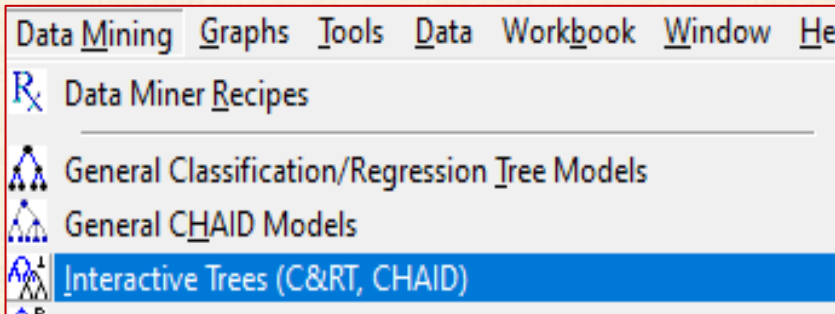 Data Mining Graphs Tools Data Workbook Window He
Data Miner Recipes
General Classification/Regression Tree Models
General CHAID Models
Interactive Trees (C&RT, CHAID)